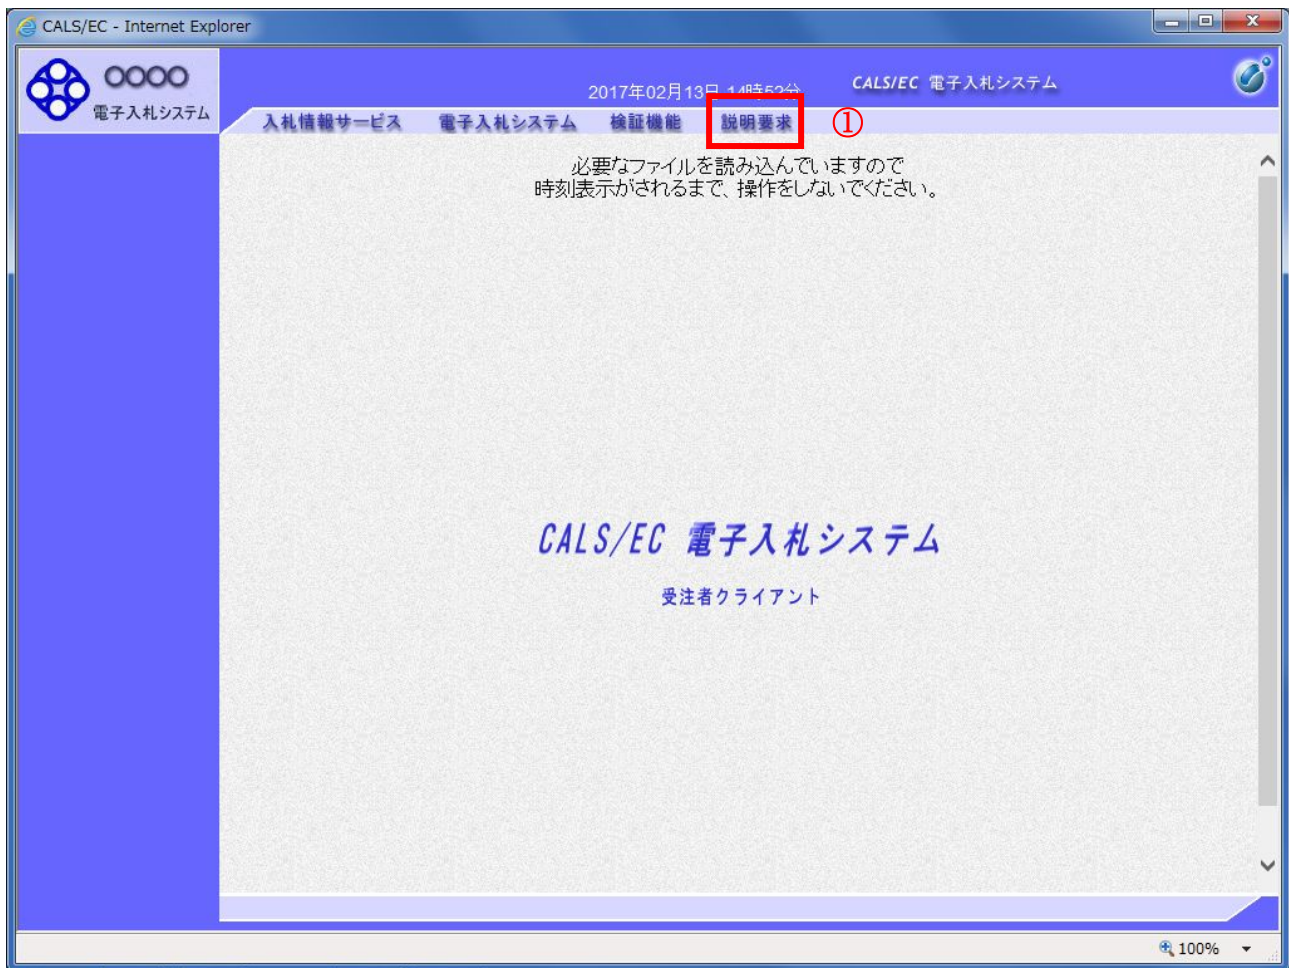 CALS/EC - Internet Explorer
○○○○
電子入札システム
2017年02月13日 14時52分
CALS/EC 電子入札システム
入札情報サービス 電子入札システム 検証機能 説明要求 ①
必要なファイルを読み込んでいますので
時刻表示がされるまで、操作をしないでください。
CALS/EC 電子入札システム
受注者クライアント
100%